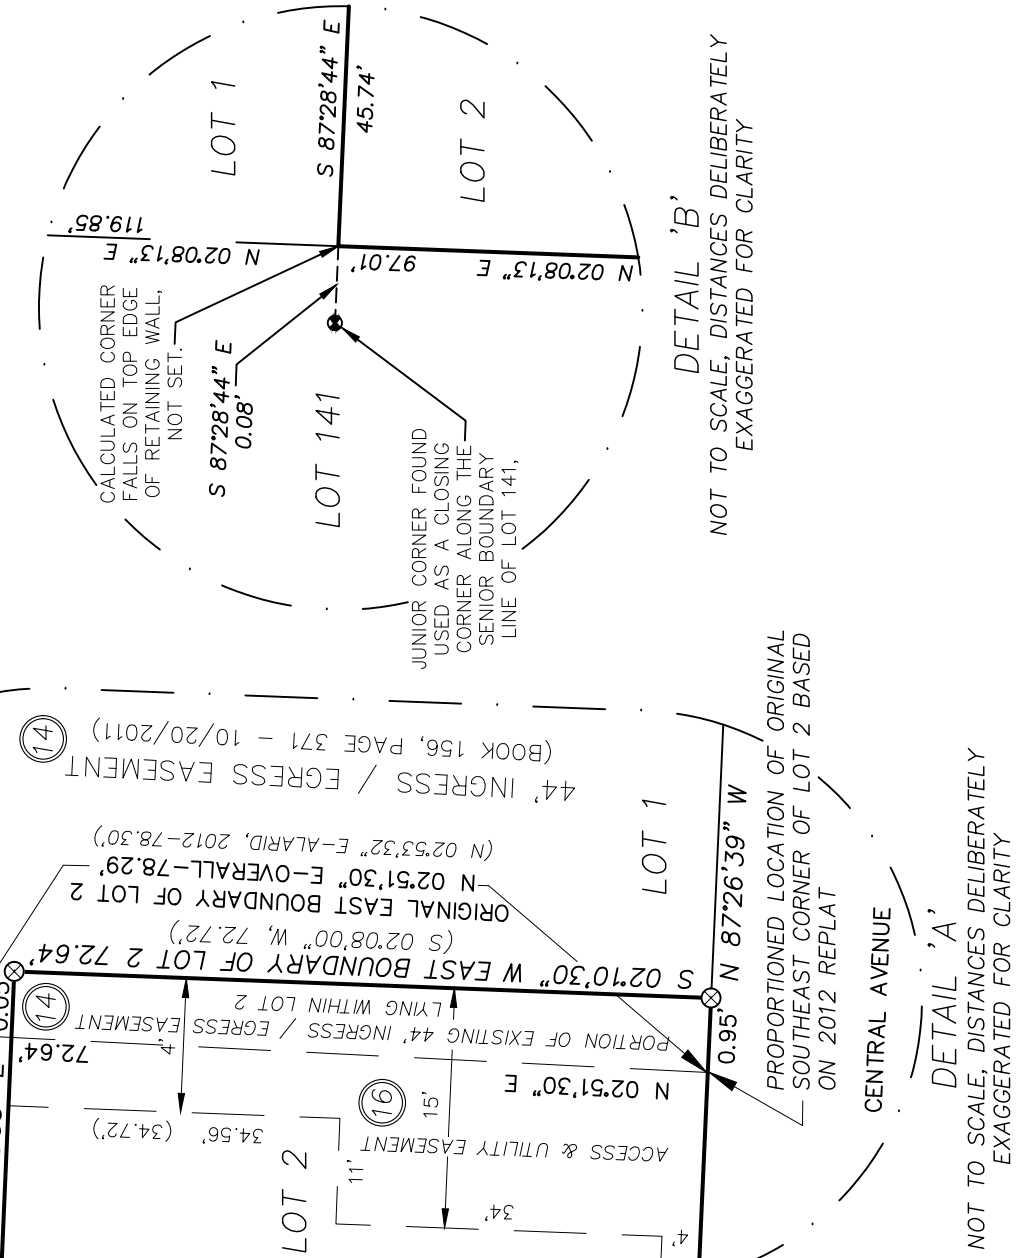 LOT 1
S 87°28'44" E
45.74'
LOT 2
119.85'
N 02°08'13" E
97.01'
N 02°08'13" E
CALCULATED CORNER
FALLS ON TOP EDGE
OF RETAINING WALL,
NOT SET.
S 87°28'44" E
0.08'
LOT 141
JUNIOR CORNER FOUND
USED AS A CLOSING
CORNER ALONG THE
SENIOR BOUNDARY
LINE OF LOT 141,
DETAIL 'B'
NOT TO SCALE, DISTANCES DELIBERATELY
EXAGGERATED FOR CLARITY
14
44' INGRESS / EGRESS EASEMENT
(BOOK 156, PAGE 371 – 10/20/2011)
LOT 1
(N 02°53'32" E–ALARID, 2012–78.30')
N 02°51'30" E–OVERALL–78.29'
ORIGINAL EAST BOUNDARY OF LOT 2
(S 02°08'00" W, 72.72')
S 02°10'30" W EAST BOUNDARY OF LOT 2 72.64'
14
PORTION OF EXISTING 44' INGRESS / EGRESS EASEMENT
LYING WITHIN LOT 2
72.64'
4'
N 02°51'30" E
16
15'
ACCESS & UTILITY EASEMENT
34.56'
(34.72')
11'
34'
4'
LOT 2
N 87°26'39" W
0.95'
PROPORTIONED LOCATION OF ORIGINAL
SOUTHEAST CORNER OF LOT 2 BASED
ON 2012 REPLAT
CENTRAL AVENUE
DETAIL 'A'
NOT TO SCALE, DISTANCES DELIBERATELY
EXAGGERATED FOR CLARITY